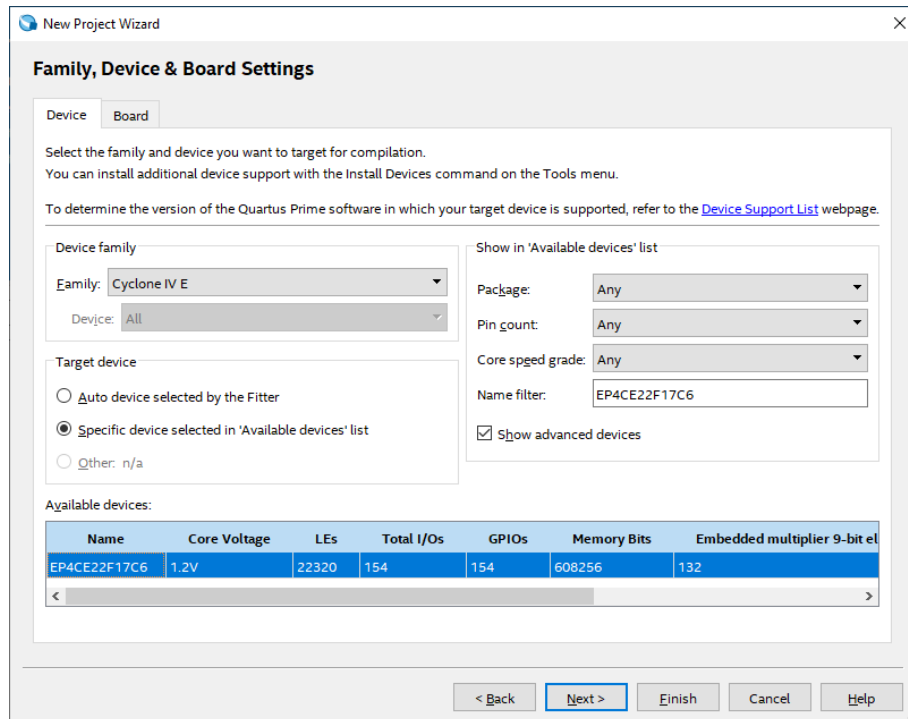 New Project Wizard
Family, Device & Board Settings
Device Board
Select the family and device you want to target for compilation.
You can install additional device support with the Install Devices command on the Tools menu.
To determine the version of the Quartus Prime software in which your target device is supported, refer to the Device Support List webpage.
Device family
Family: Cyclone IV E
Device: All
Show in 'Available devices' list
Package: Any
Pin count: Any
Core speed grade: Any
Name filter: EP4CE22F17C6
Show advanced devices
Target device
Auto device selected by the Fitter
Specific device selected in 'Available devices' list
Other: n/a
Available devices:
Name Core Voltage LEs Total I/Os GPIOs Memory Bits Embedded multiplier 9-bit el
EP4CE22F17C6 1.2V 22320 154 154 608256 132
< Back Next > Finish Cancel Help